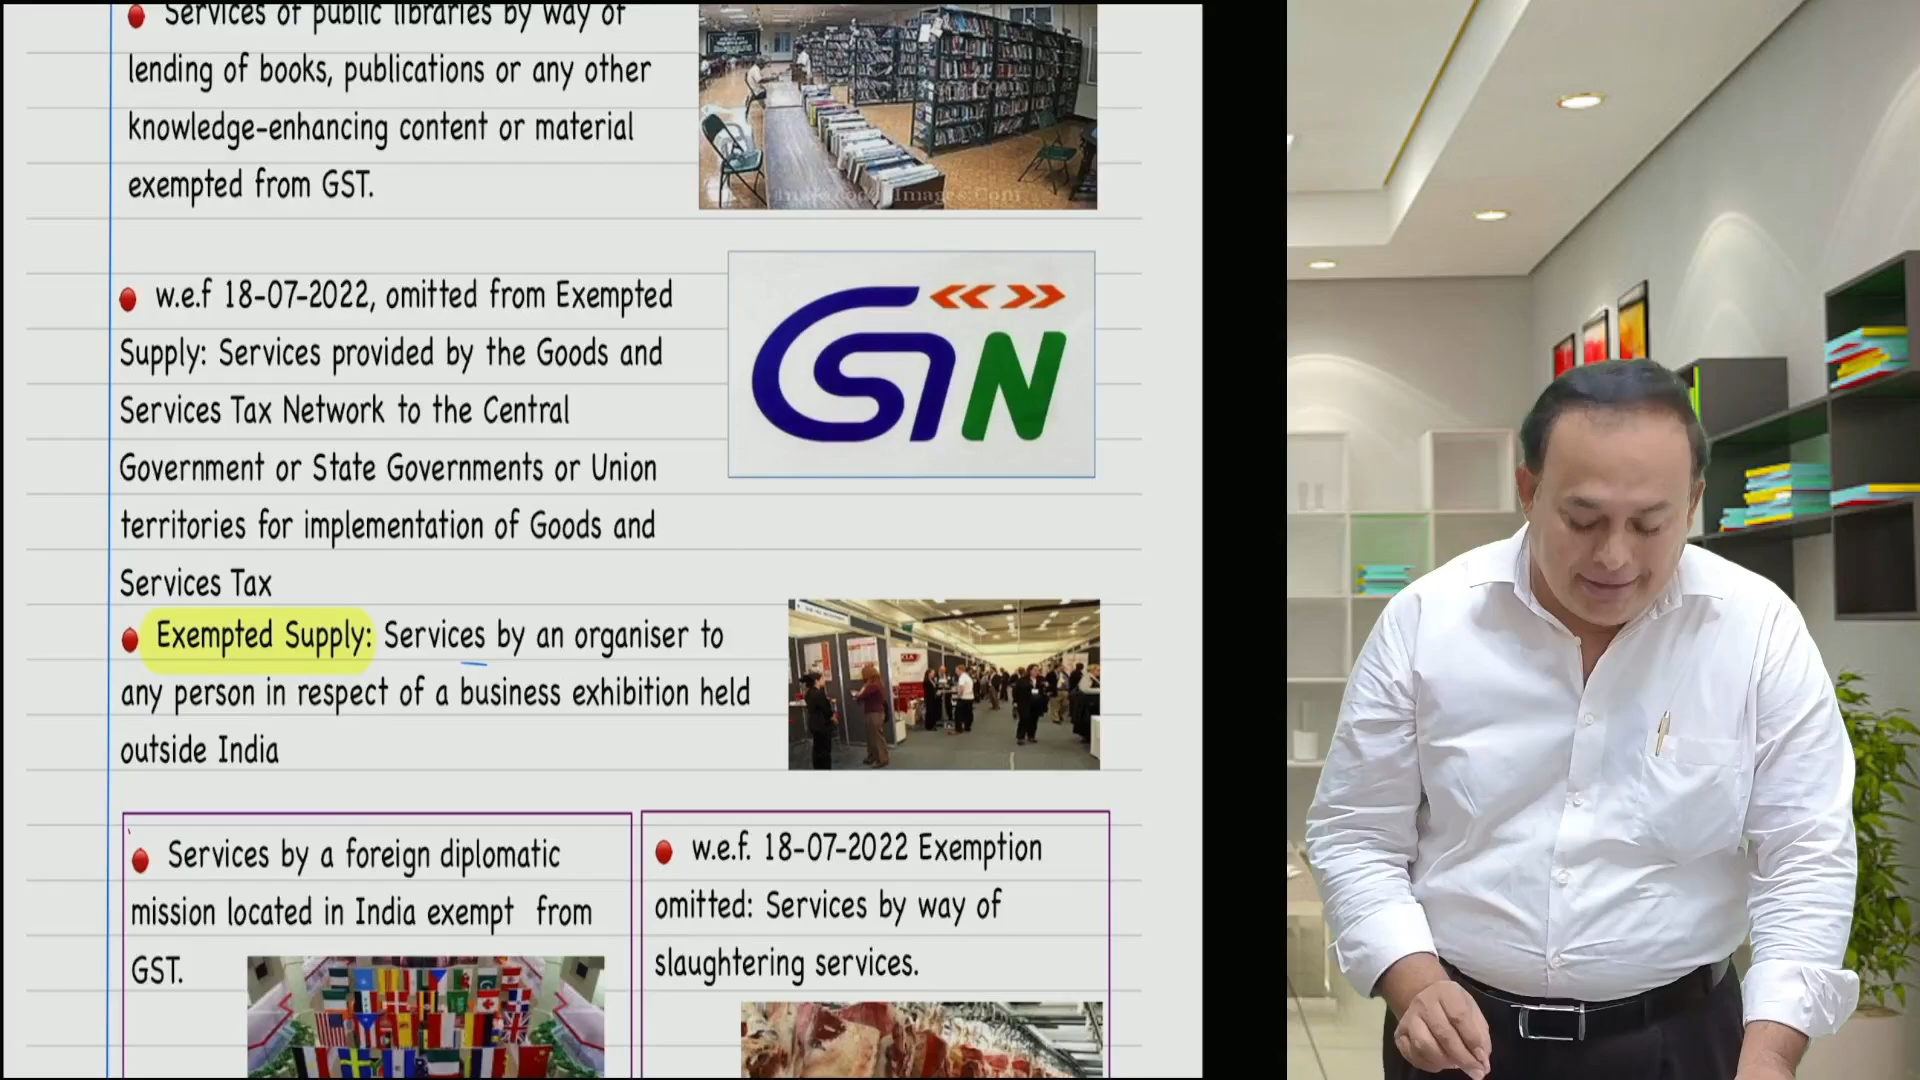 Services of public libraries by way of
lending of books, publications or any other
knowledge-enhancing content or material
exempted from GST.
w.e.f 18-07-2022, omitted from Exempted
Supply: Services provided by the Goods and
Services Tax Network to the Central
Government or State Governments or Union
territories for implementation of Goods and
Services Tax
GSTN
Exempted Supply: Services by an organiser to
any person in respect of a business exhibition held
outside India
Services by a foreign diplomatic
mission located in India exempt from
GST.
w.e.f. 18-07-2022 Exemption
omitted: Services by way of
slaughtering services.